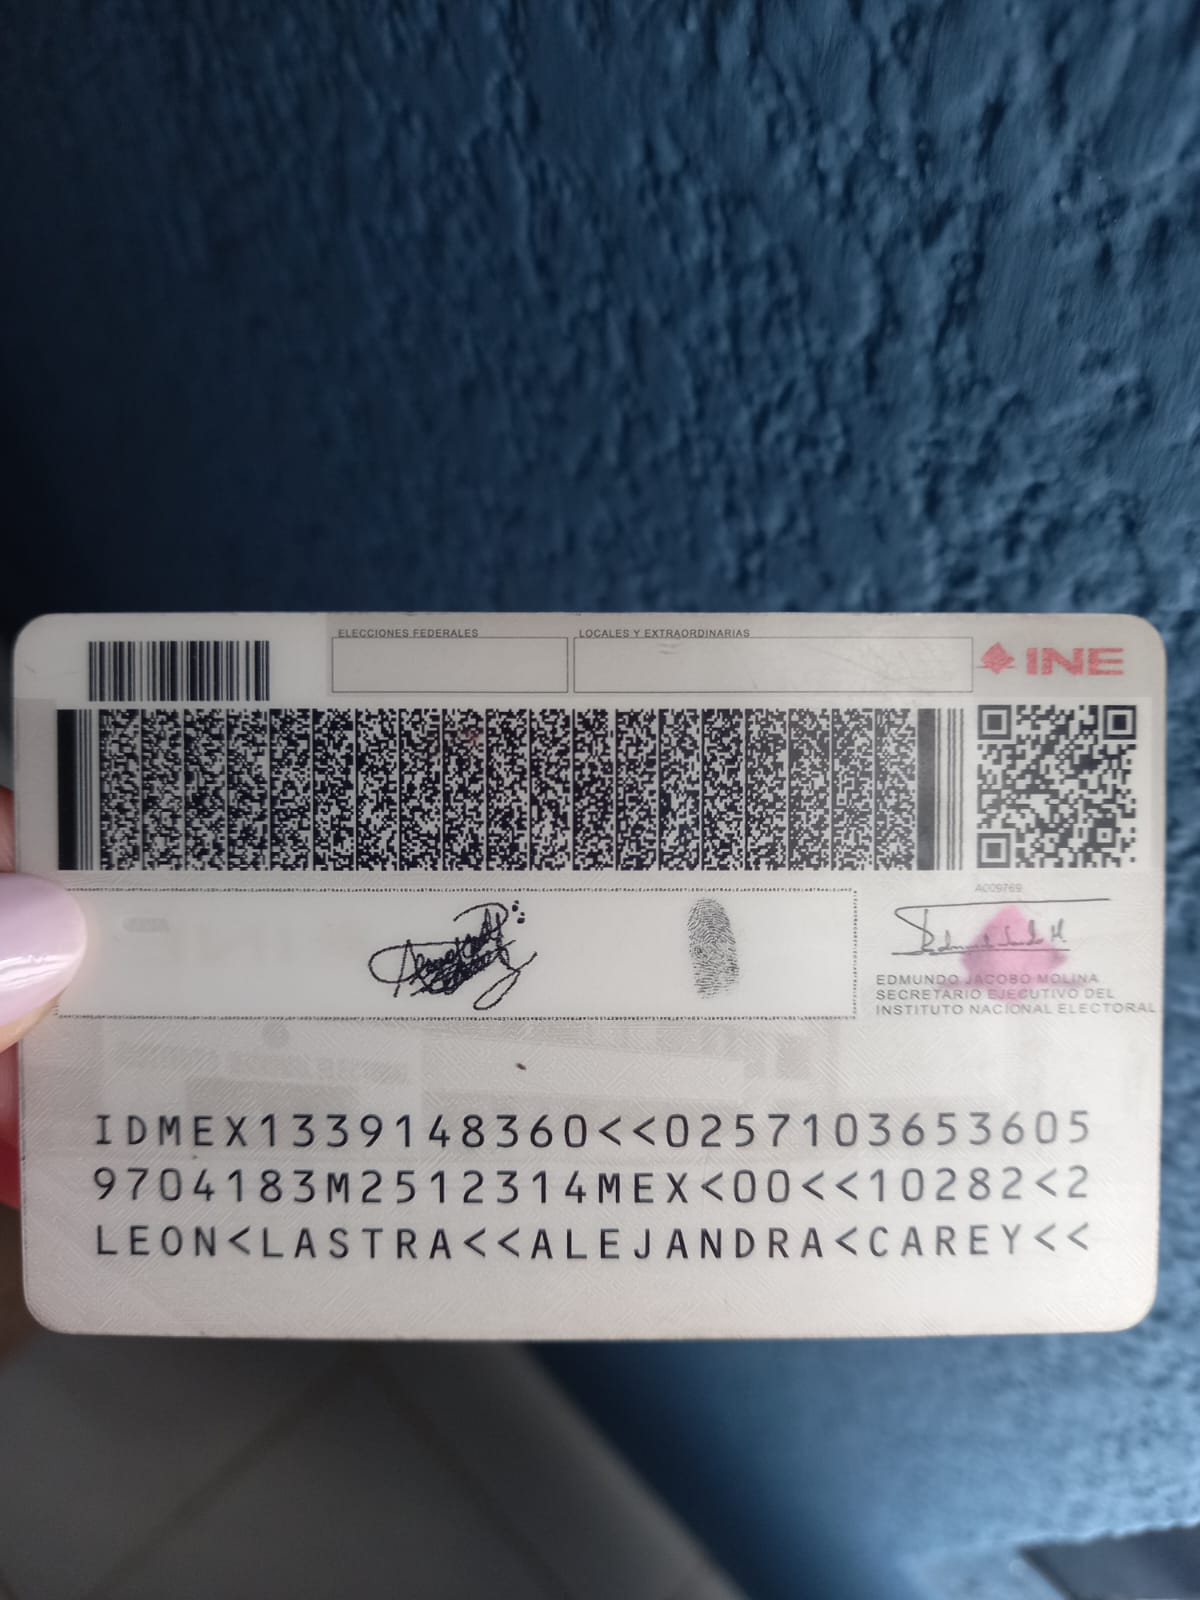 ELECCIONES FEDERALES
LOCALES Y EXTRAORDINARIAS
INE
A009769
EDMUNDO JACOBO MOLINA
SECRETARIO EJECUTIVO DEL
INSTITUTO NACIONAL ELECTORAL
IDMEX1339148360<<0257103653605
9704183M2512314MEX<00<<10282<2
LEON<LASTRA<<ALEJANDRA<CAREY<<